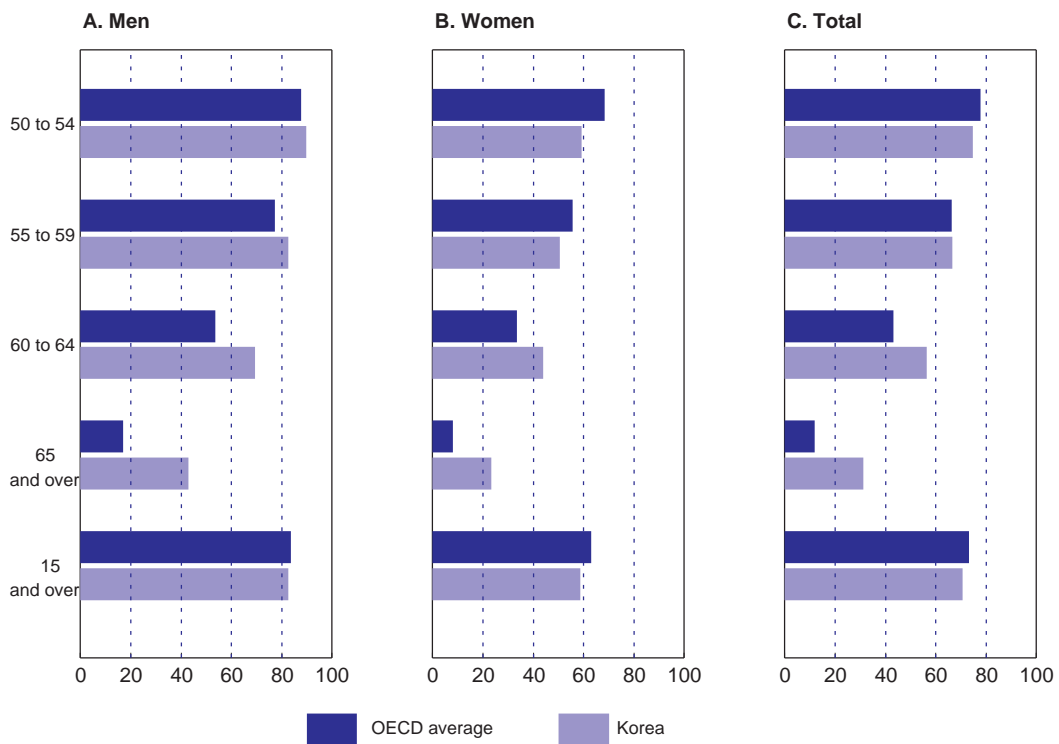 A. Men
B. Women
C. Total
50 to 54
55 to 59
60 to 64
65
and over
15
and over
0 20 40 60 80 100
0 20 40 60 80 100
0 20 40 60 80 100
OECD average
Korea